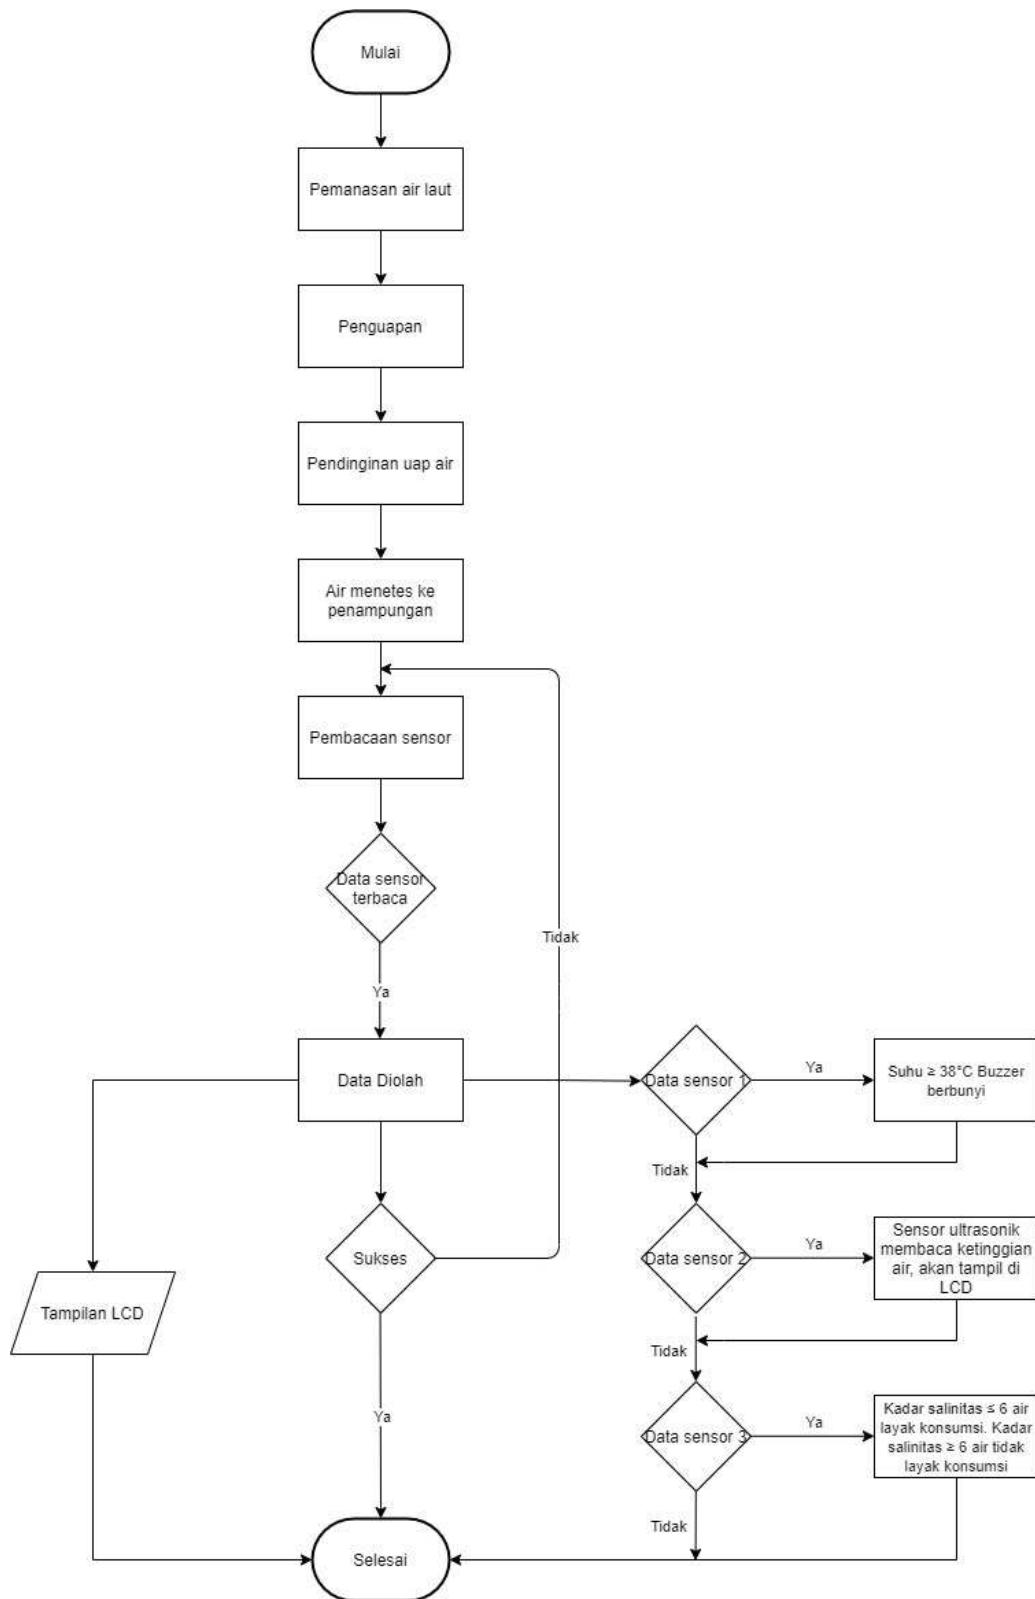 Mulai
Pemanasan air laut
Penguapan
Pendinginan uap air
Air menetes ke
penampungan
Pembacaan sensor
Data sensor
terbaca
Tidak
Ya
Data Diolah
Data sensor 1
Ya
Suhu ≥ 38°C Buzzer
berbunyi
Tidak
Sukses
Data sensor 2
Ya
Sensor ultrasonik
membaca ketinggian
air, akan tampil di
LCD
Tampilan LCD
Tidak
Ya
Data sensor 3
Ya
Kadar salinitas ≤ 6 air
layak konsumsi. Kadar
salinitas ≥ 6 air tidak
layak konsumsi
Tidak
Selesai